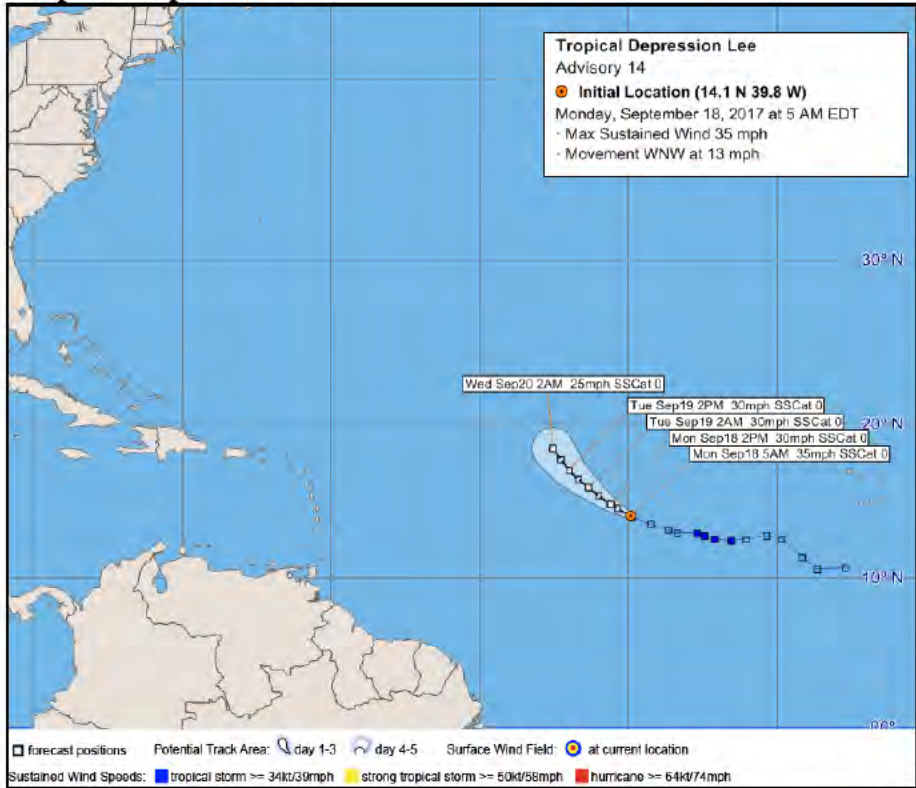 Tropical Depression Lee
Advisory 14
Initial Location (14.1 N 39.8 W)
Monday, September 18, 2017 at 5 AM EDT
· Max Sustained Wind 35 mph
· Movement WNW at 13 mph
30° N
Wed Sep20 2AM 25mph SSCat 0
Tue Sep19 2PM 30mph SSCat 0
20° N
Tue Sep19 2AM 30mph SSCat 0
Mon Sep18 2PM 30mph SSCat 0
Mon Sep18 5AM 35mph SSCat 0
10° N
forecast positions Potential Track Area: day 1-3 day 4-5 Surface Wind Field: at current location
Sustained Wind Speeds: tropical storm >= 34kt/39mph strong tropical storm >= 50kt/58mph hurricane >= 64kt/74mph